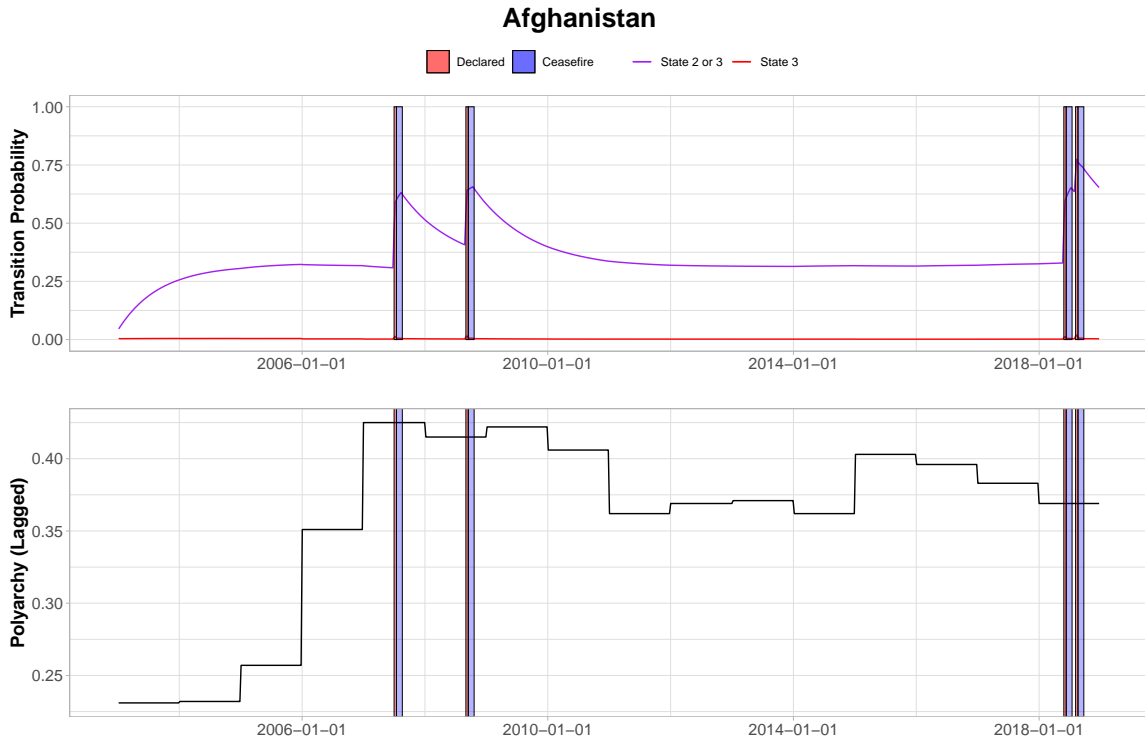 Afghanistan
Declared Ceasefire State 2 or 3 State 3
Transition Probability
1.00
0.75
0.50
0.25
0.00
2006−01−01 2010−01−01 2014−01−01 2018−01−01
Polyarchy (Lagged)
0.40
0.35
0.30
0.25
2006−01−01 2010−01−01 2014−01−01 2018−01−01